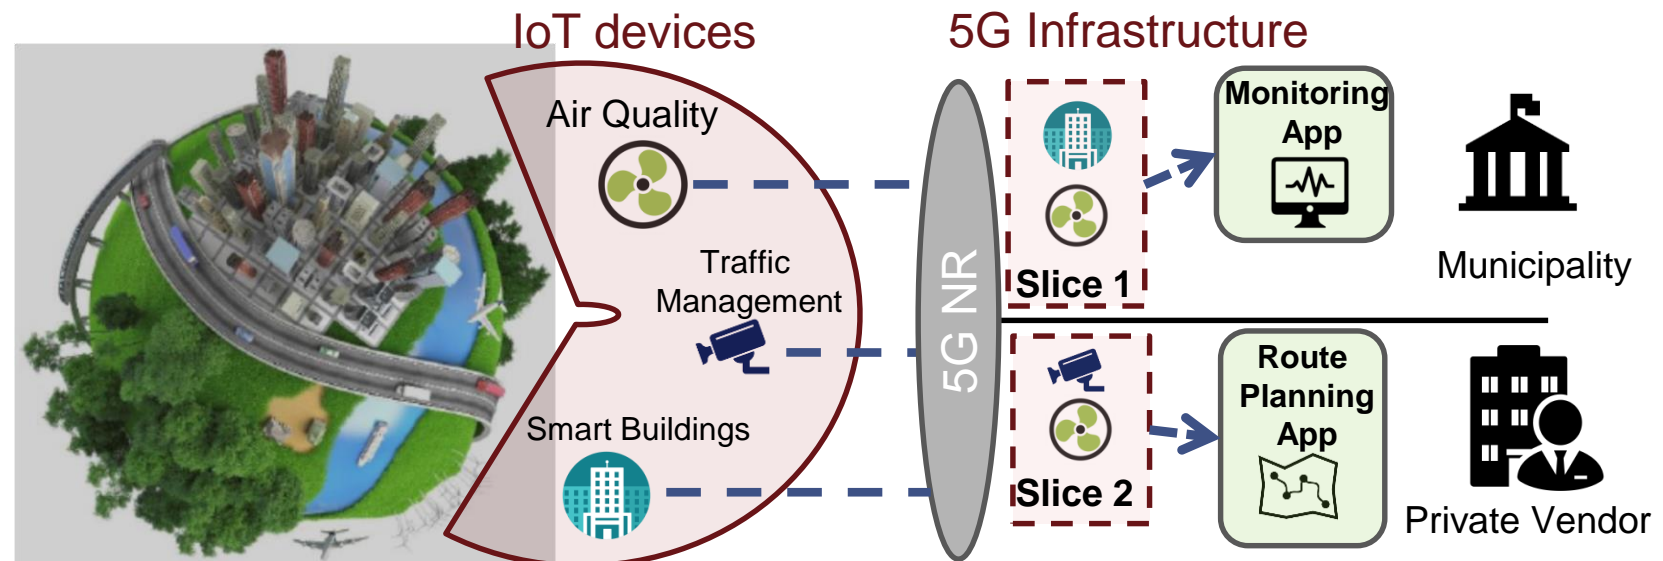 IoT devices
5G Infrastructure
Air Quality
Traffic
Management
Smart Buildings
5G NR
Slice 1
Monitoring
App
Municipality
Slice 2
Route
Planning
App
Private Vendor